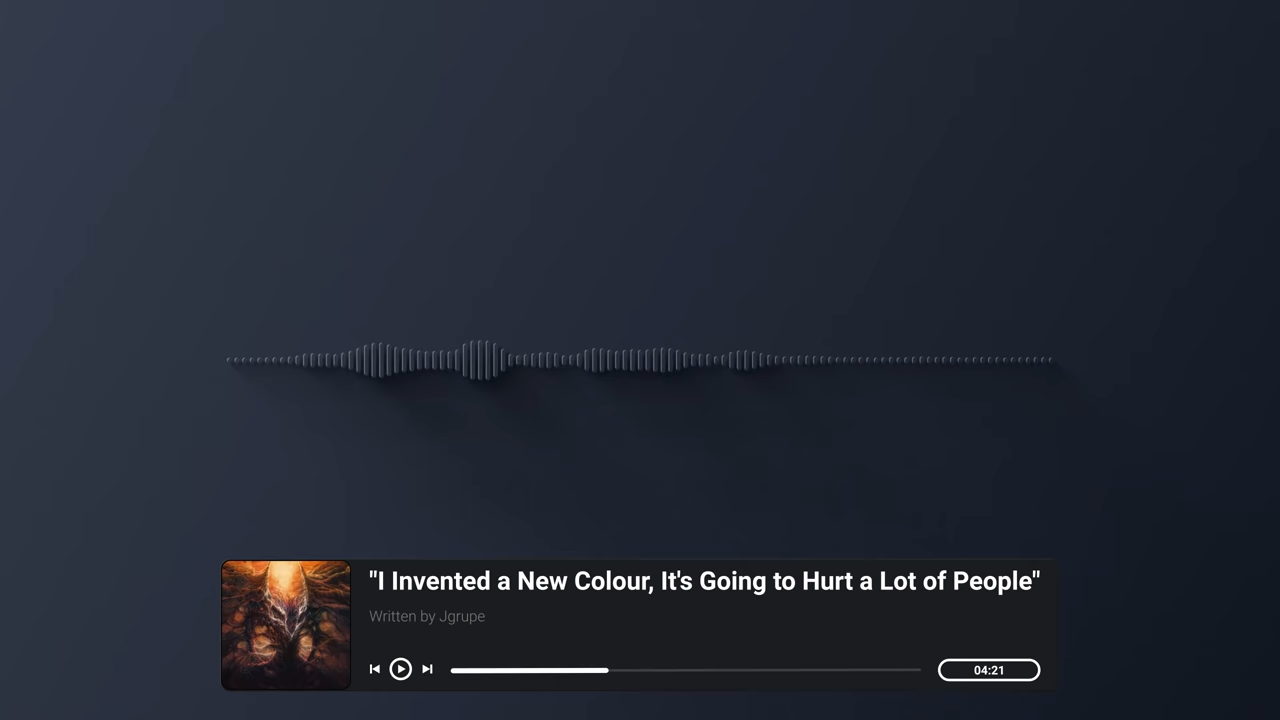 "I Invented a New Colour, It's Going to Hurt a Lot of People"
Written by Jgrupe
04:21